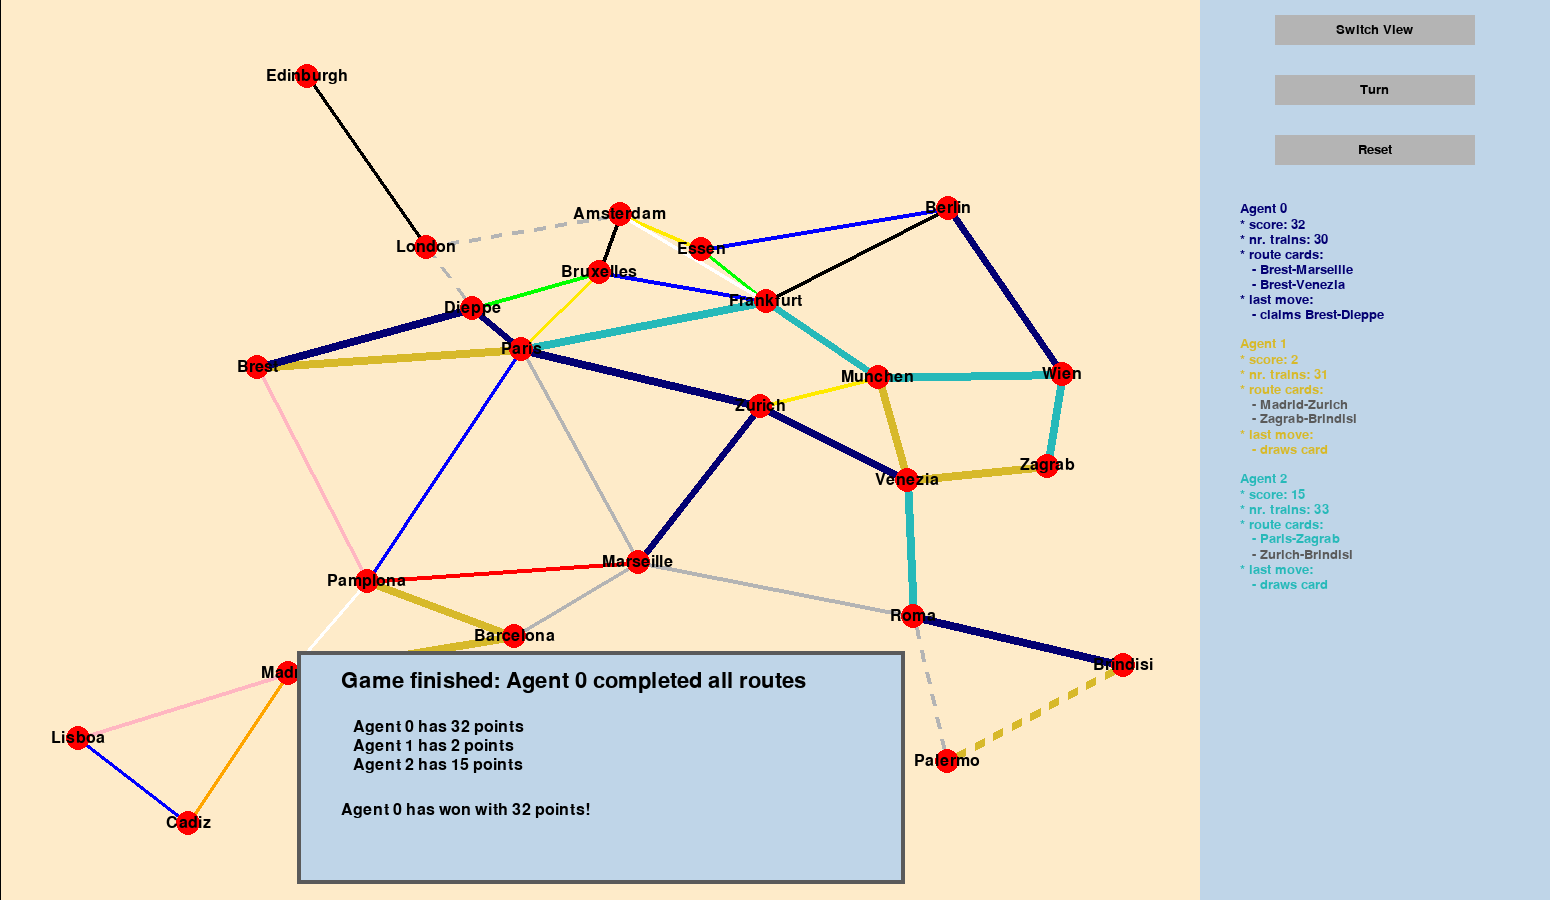 Edinburgh
Amsterdam
Berlin
London
Essen
Bruxelles
Frankfurt
Dieppe
Paris
Brest
Munchen
Wien
Zurich
Zagrab
Venezia
Marseille
Pamplona
Roma
Barcelona
Brindisi
Madr
Lisboa
Palermo
Cadiz
Game finished: Agent 0 completed all routes
Agent 0 has 32 points
Agent 1 has 2 points
Agent 2 has 15 points
Agent 0 has won with 32 points!
Switch View
Turn
Reset
Agent 0
* score: 32
* nr. trains: 30
* route cards:
- Brest-Marseille
- Brest-Venezia
* last move:
- claims Brest-Dieppe
Agent 1
* score: 2
* nr. trains: 31
* route cards:
- Madrid-Zurich
- Zagrab-Brindisi
* last move:
- draws card
Agent 2
* score: 15
* nr. trains: 33
* route cards:
- Paris-Zagrab
- Zurich-Brindisi
* last move:
- draws card